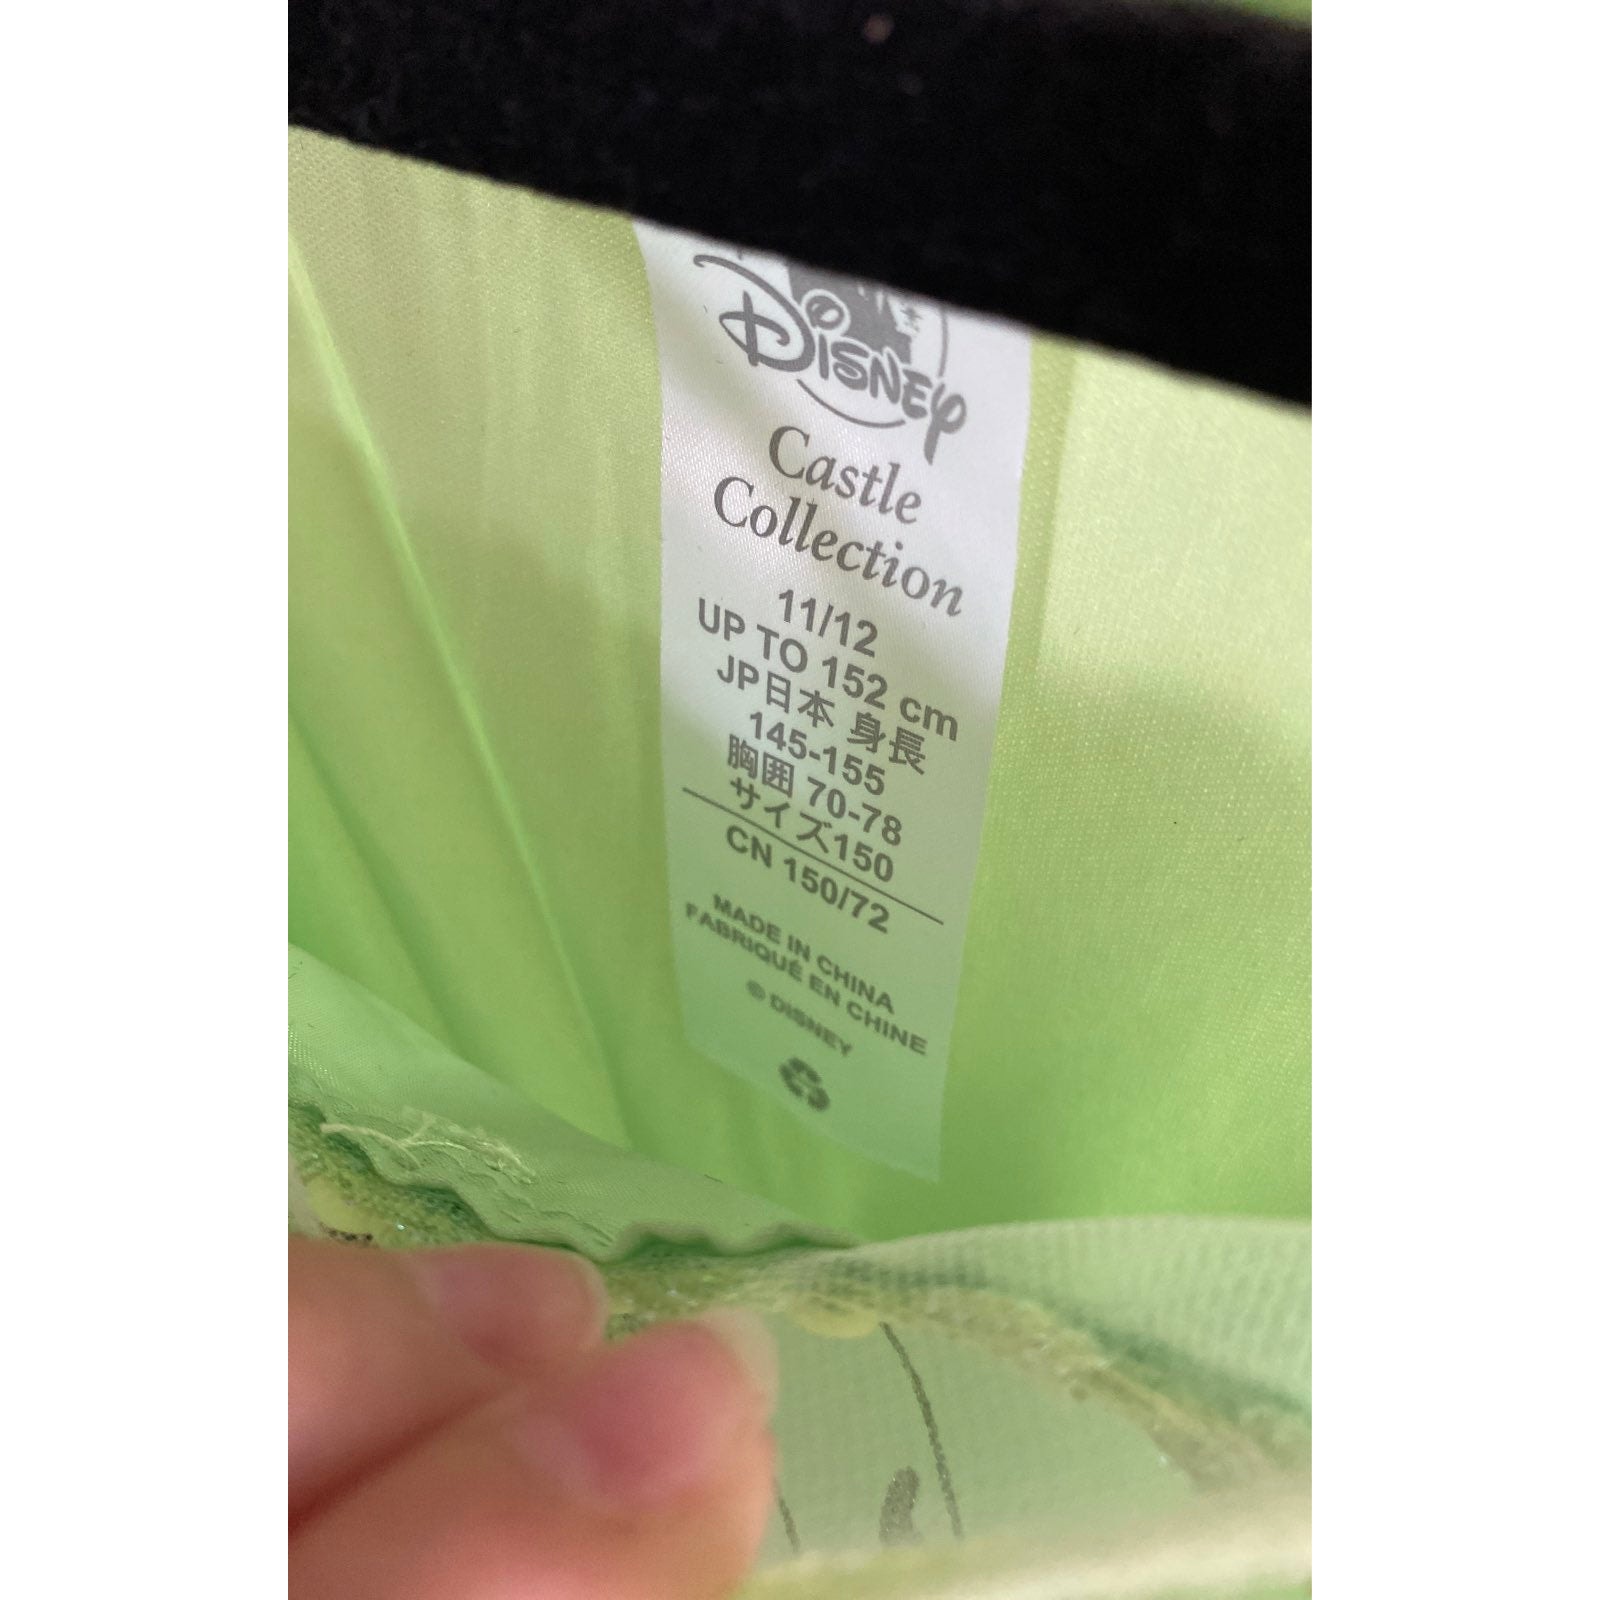 DISNEY
Castle
Collection
11/12
UP TO 152 cm
JP日本 身長
145-155
胸囲 70-78
サイズ150
CN 150/72
MADE IN CHINA
FABRIQUÉ EN CHINE
© DISNEY